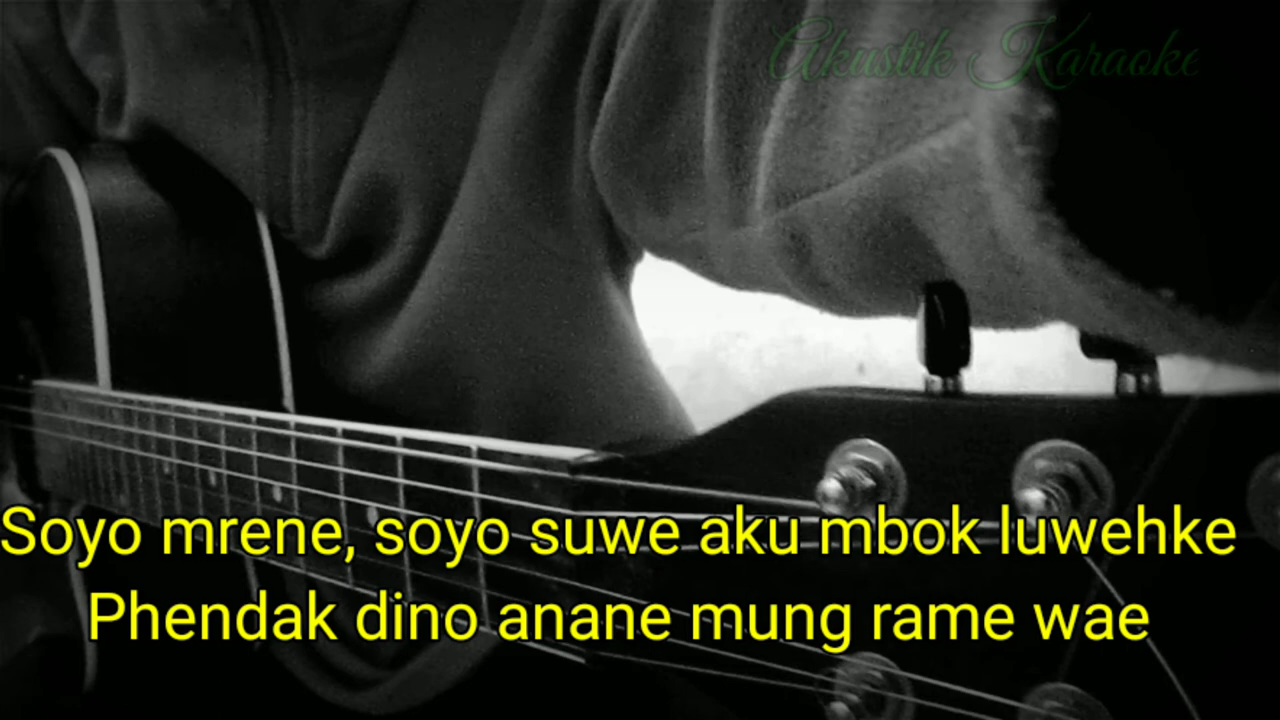 Akustik Karaoke
Soyo mrene, soyo suwe aku mbok luwehke
Phendak dino anane mung rame wae